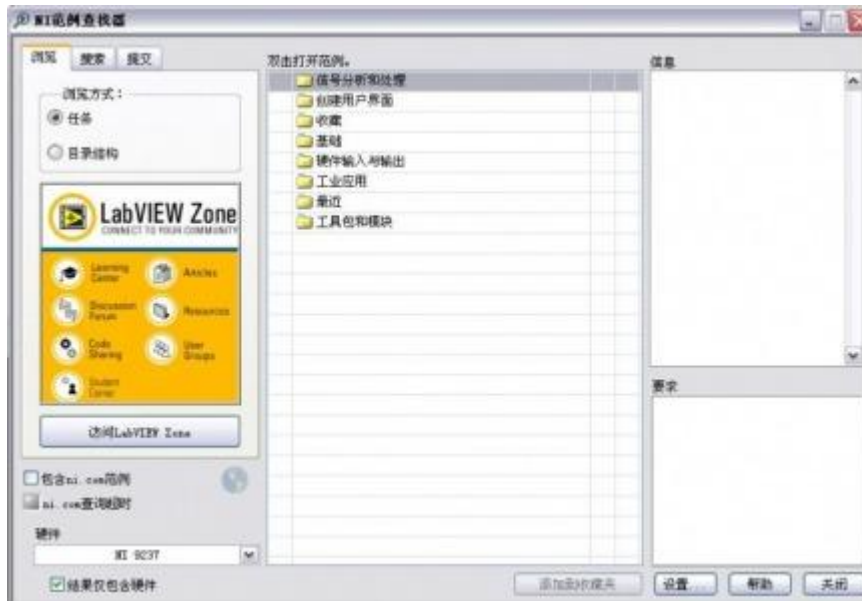 NI范例查找器
浏览 搜索 提交
浏览方式：
任务
目录结构
LabVIEW Zone
CONNECT TO YOUR COMMUNITY
Learning Center
Articles
Discussion Forum
Resources
Code Sharing
User Groups
Student Center
访问LabVIEW Zone
包含ni.com范例
ni.com查询超时
硬件
NI 9237
结果仅包含硬件
双击打开范例。
信号分析和处理
创建用户界面
收藏
基础
硬件输入与输出
工业应用
最近
工具包和模块
添加到收藏夹
信息
要求
设置...
帮助
关闭